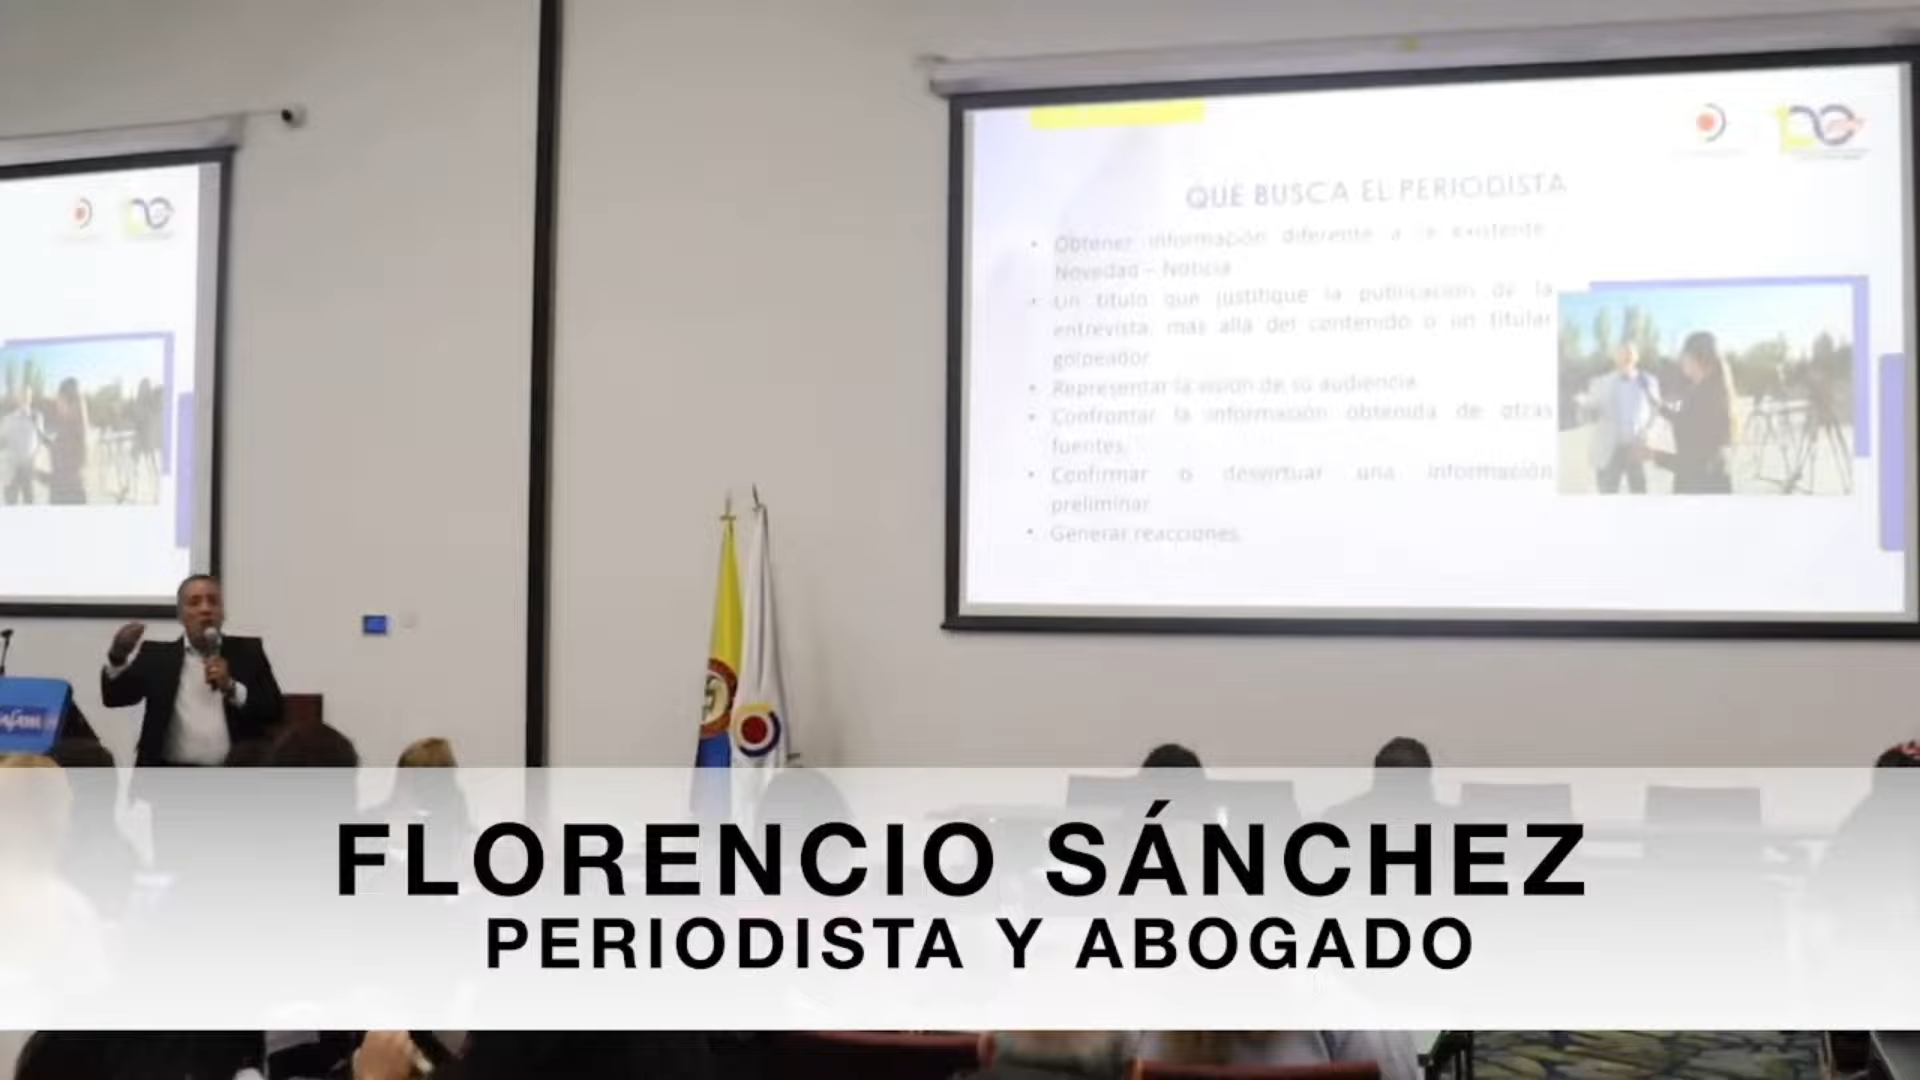 QUÉ BUSCA EL PERIODISTA
• Obtener información diferente a la existente -
Novedad – Noticia
• Un título que justifique la publicación de la
entrevista, más allá del contenido o un titular
golpeador
• Representar la visión de su audiencia
• Confrontar la información obtenida de otras
fuentes.
• Confirmar o desvirtuar una información
preliminar
• Generar reacciones.
FLORENCIO SÁNCHEZ
PERIODISTA Y ABOGADO